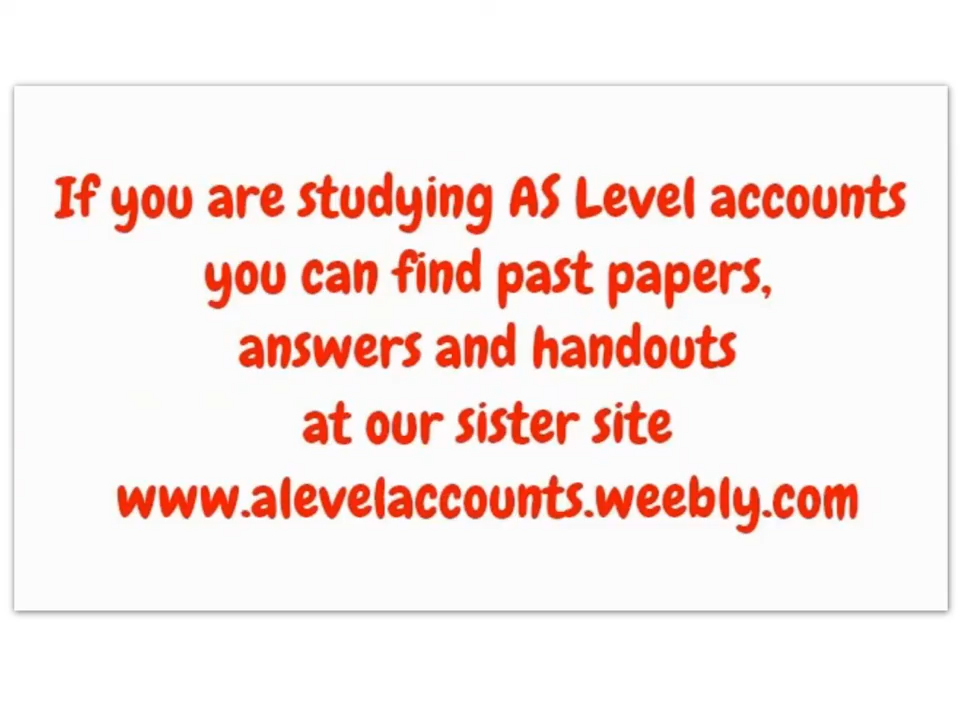 If you are studying AS Level accounts
you can find past papers,
answers and handouts
at our sister site
www.alevelaccounts.weebly.com